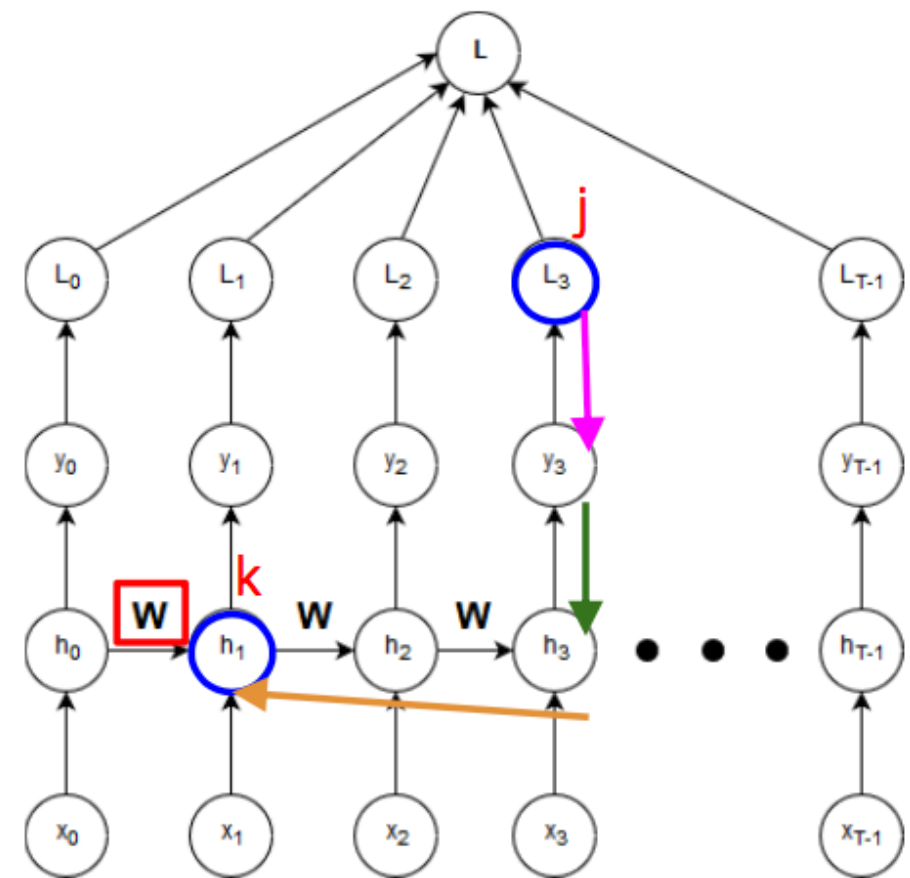 L
j
L0 L1 L2 L3 LT-1
y0 y1 y2 y3 yT-1
k
W W W
h0 h1 h2 h3 hT-1
x0 x1 x2 x3 xT-1